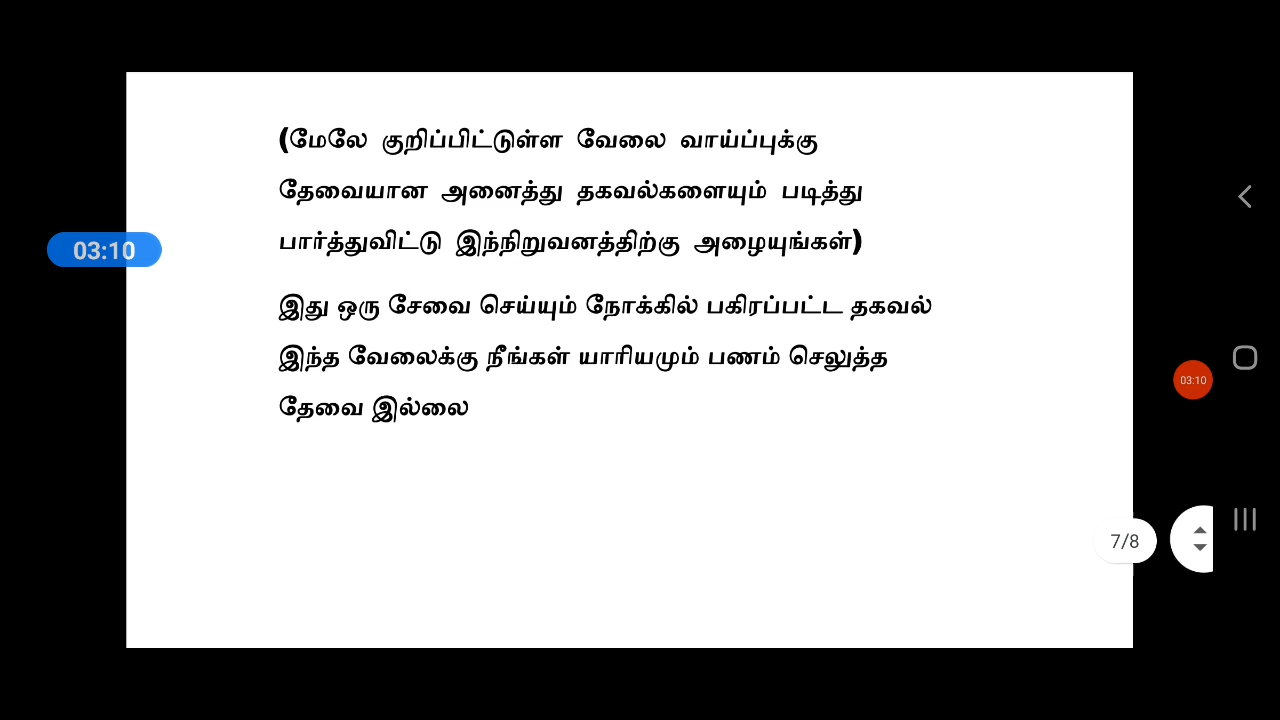 (மேலே குறிப்பிட்டுள்ள வேலை வாய்ப்புக்கு
தேவையான அனைத்து தகவல்களையும் படித்து
பார்த்துவிட்டு இந்நிறுவனத்திற்கு அழையுங்கள்)
03:10
இது ஒரு சேவை செய்யும் நோக்கில் பகிரப்பட்ட தகவல்
இந்த வேலைக்கு நீங்கள் யாரியமும் பணம் செலுத்த
03:10
தேவை இல்லை
7/8